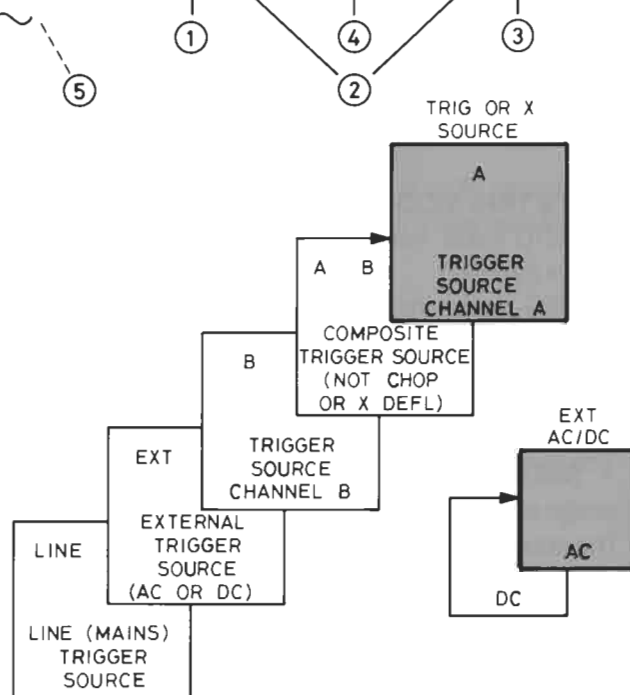 1
4
3
5
2
TRIG OR X
SOURCE
A
TRIGGER
SOURCE
CHANNEL A
A B
COMPOSITE
TRIGGER SOURCE
(NOT CHOP
OR X DEFL)
B
TRIGGER
SOURCE
CHANNEL B
EXT
EXTERNAL
TRIGGER
SOURCE
(AC OR DC)
LINE
LINE (MAINS)
TRIGGER
SOURCE
EXT
AC/DC
AC
DC